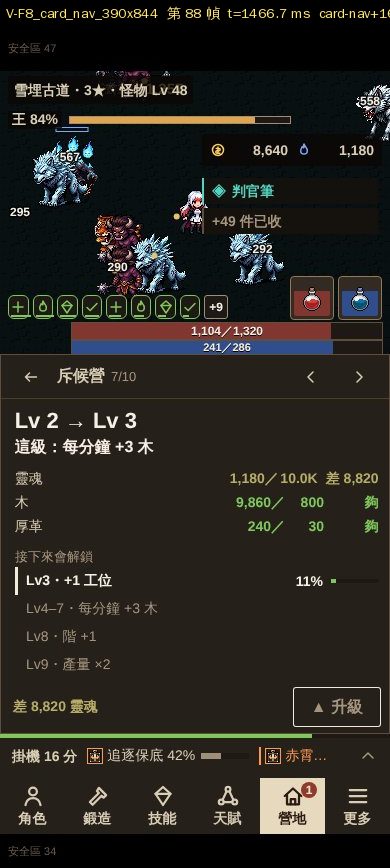 V-F8_card_nav_390x844 第 88 幀 t=1466.7 ms card-nav+16
安全區 47
雪埋古道・3★・怪物 Lv 48
558
王 84%
8,640 1,180
567
判官筆
295
+49 件已收
290
292
+9
1,104／1,320
241／286
斥候營 7/10
Lv 2 → Lv 3
這級：每分鐘 +3 木
靈魂 1,180／10.0K 差 8,820
木 9,860／ 800 夠
厚革 240／ 30 夠
接下來會解鎖
Lv3・+1 工位 11%
Lv4–7・每分鐘 +3 木
Lv8・階 +1
Lv9・產量 ×2
差 8,820 靈魂
▲ 升級
掛機 16 分 追逐保底 42% 赤霄…
1
角色 鍛造 技能 天賦 營地 更多
安全區 34